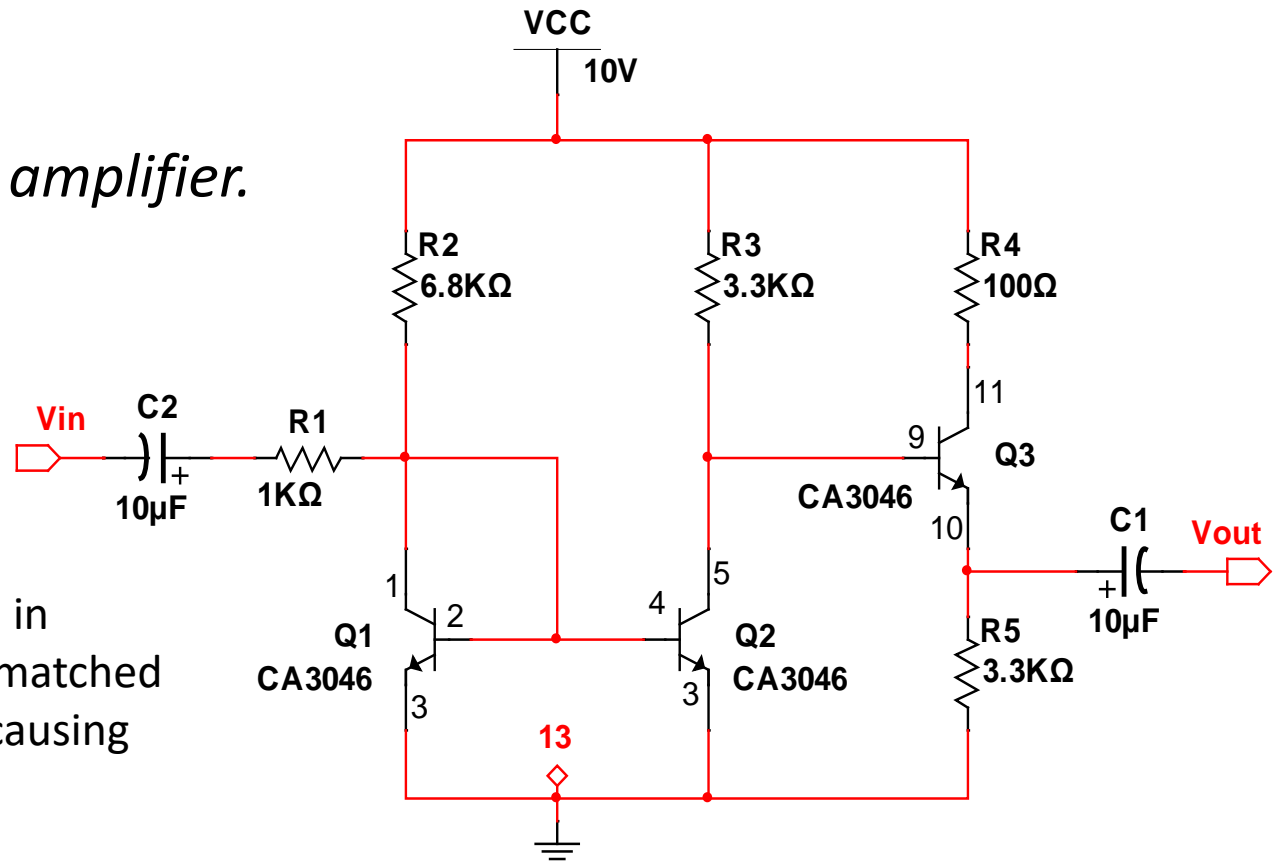 VCC
10V
amplifier.
R2
6.8KΩ
R3
3.3KΩ
R4
100Ω
Vin
C2
+
10µF
R1
1KΩ
11
9
Q3
CA3046
10
C1
Vout
+
10µF
1
2
Q1
CA3046
3
5
4
Q2
CA3046
3
R5
3.3KΩ
in
matched
causing
13